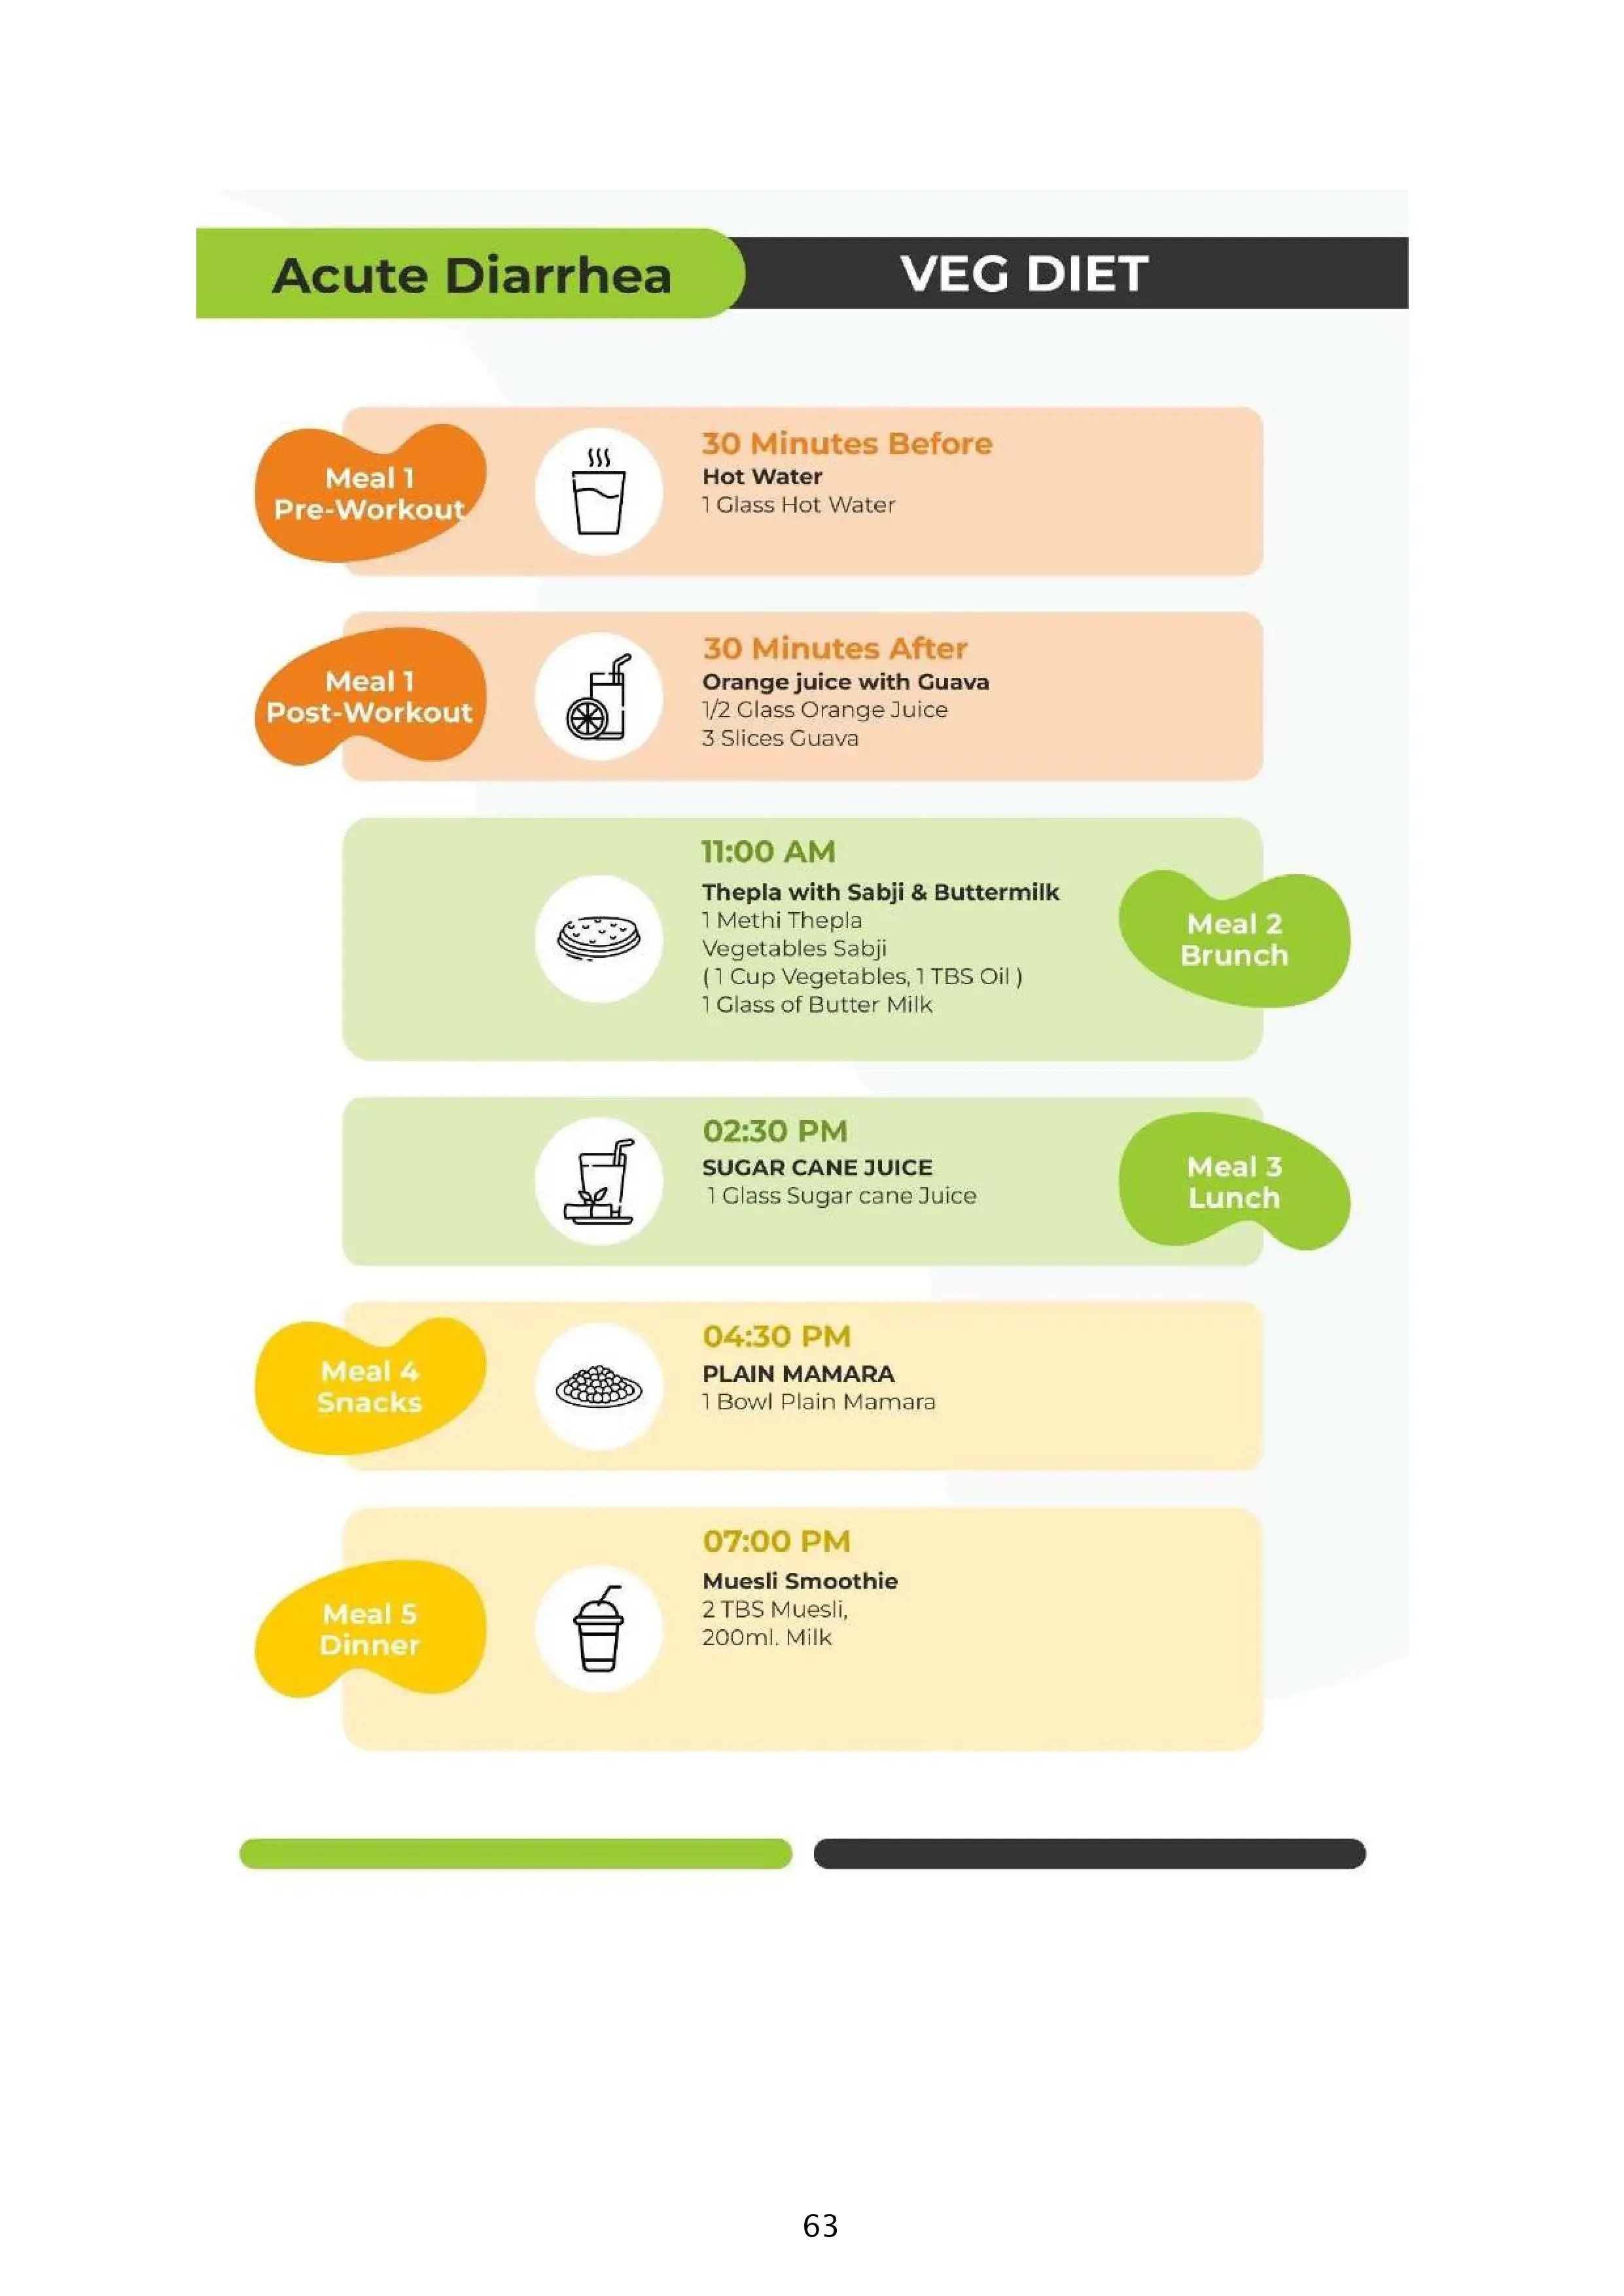 Acute Diarrhea
VEG DIET
Meal 1
Pre-Workout
30 Minutes Before
Hot Water
1 Glass Hot Water
Meal 1
Post-Workout
30 Minutes After
Orange juice with Guava
1/2 Glass Orange Juice
3 Slices Guava
11:00 AM
Thepla with Sabji & Buttermilk
1 Methi Thepla
Vegetables Sabji
( 1 Cup Vegetables, 1 TBS Oil )
1 Glass of Butter Milk
Meal 2
Brunch
02:30 PM
SUGAR CANE JUICE
1 Glass Sugar cane Juice
Meal 3
Lunch
Meal 4
Snacks
04:30 PM
PLAIN MAMARA
1 Bowl Plain Mamara
Meal 5
Dinner
07:00 PM
Muesli Smoothie
2 TBS Muesli,
200ml. Milk
63